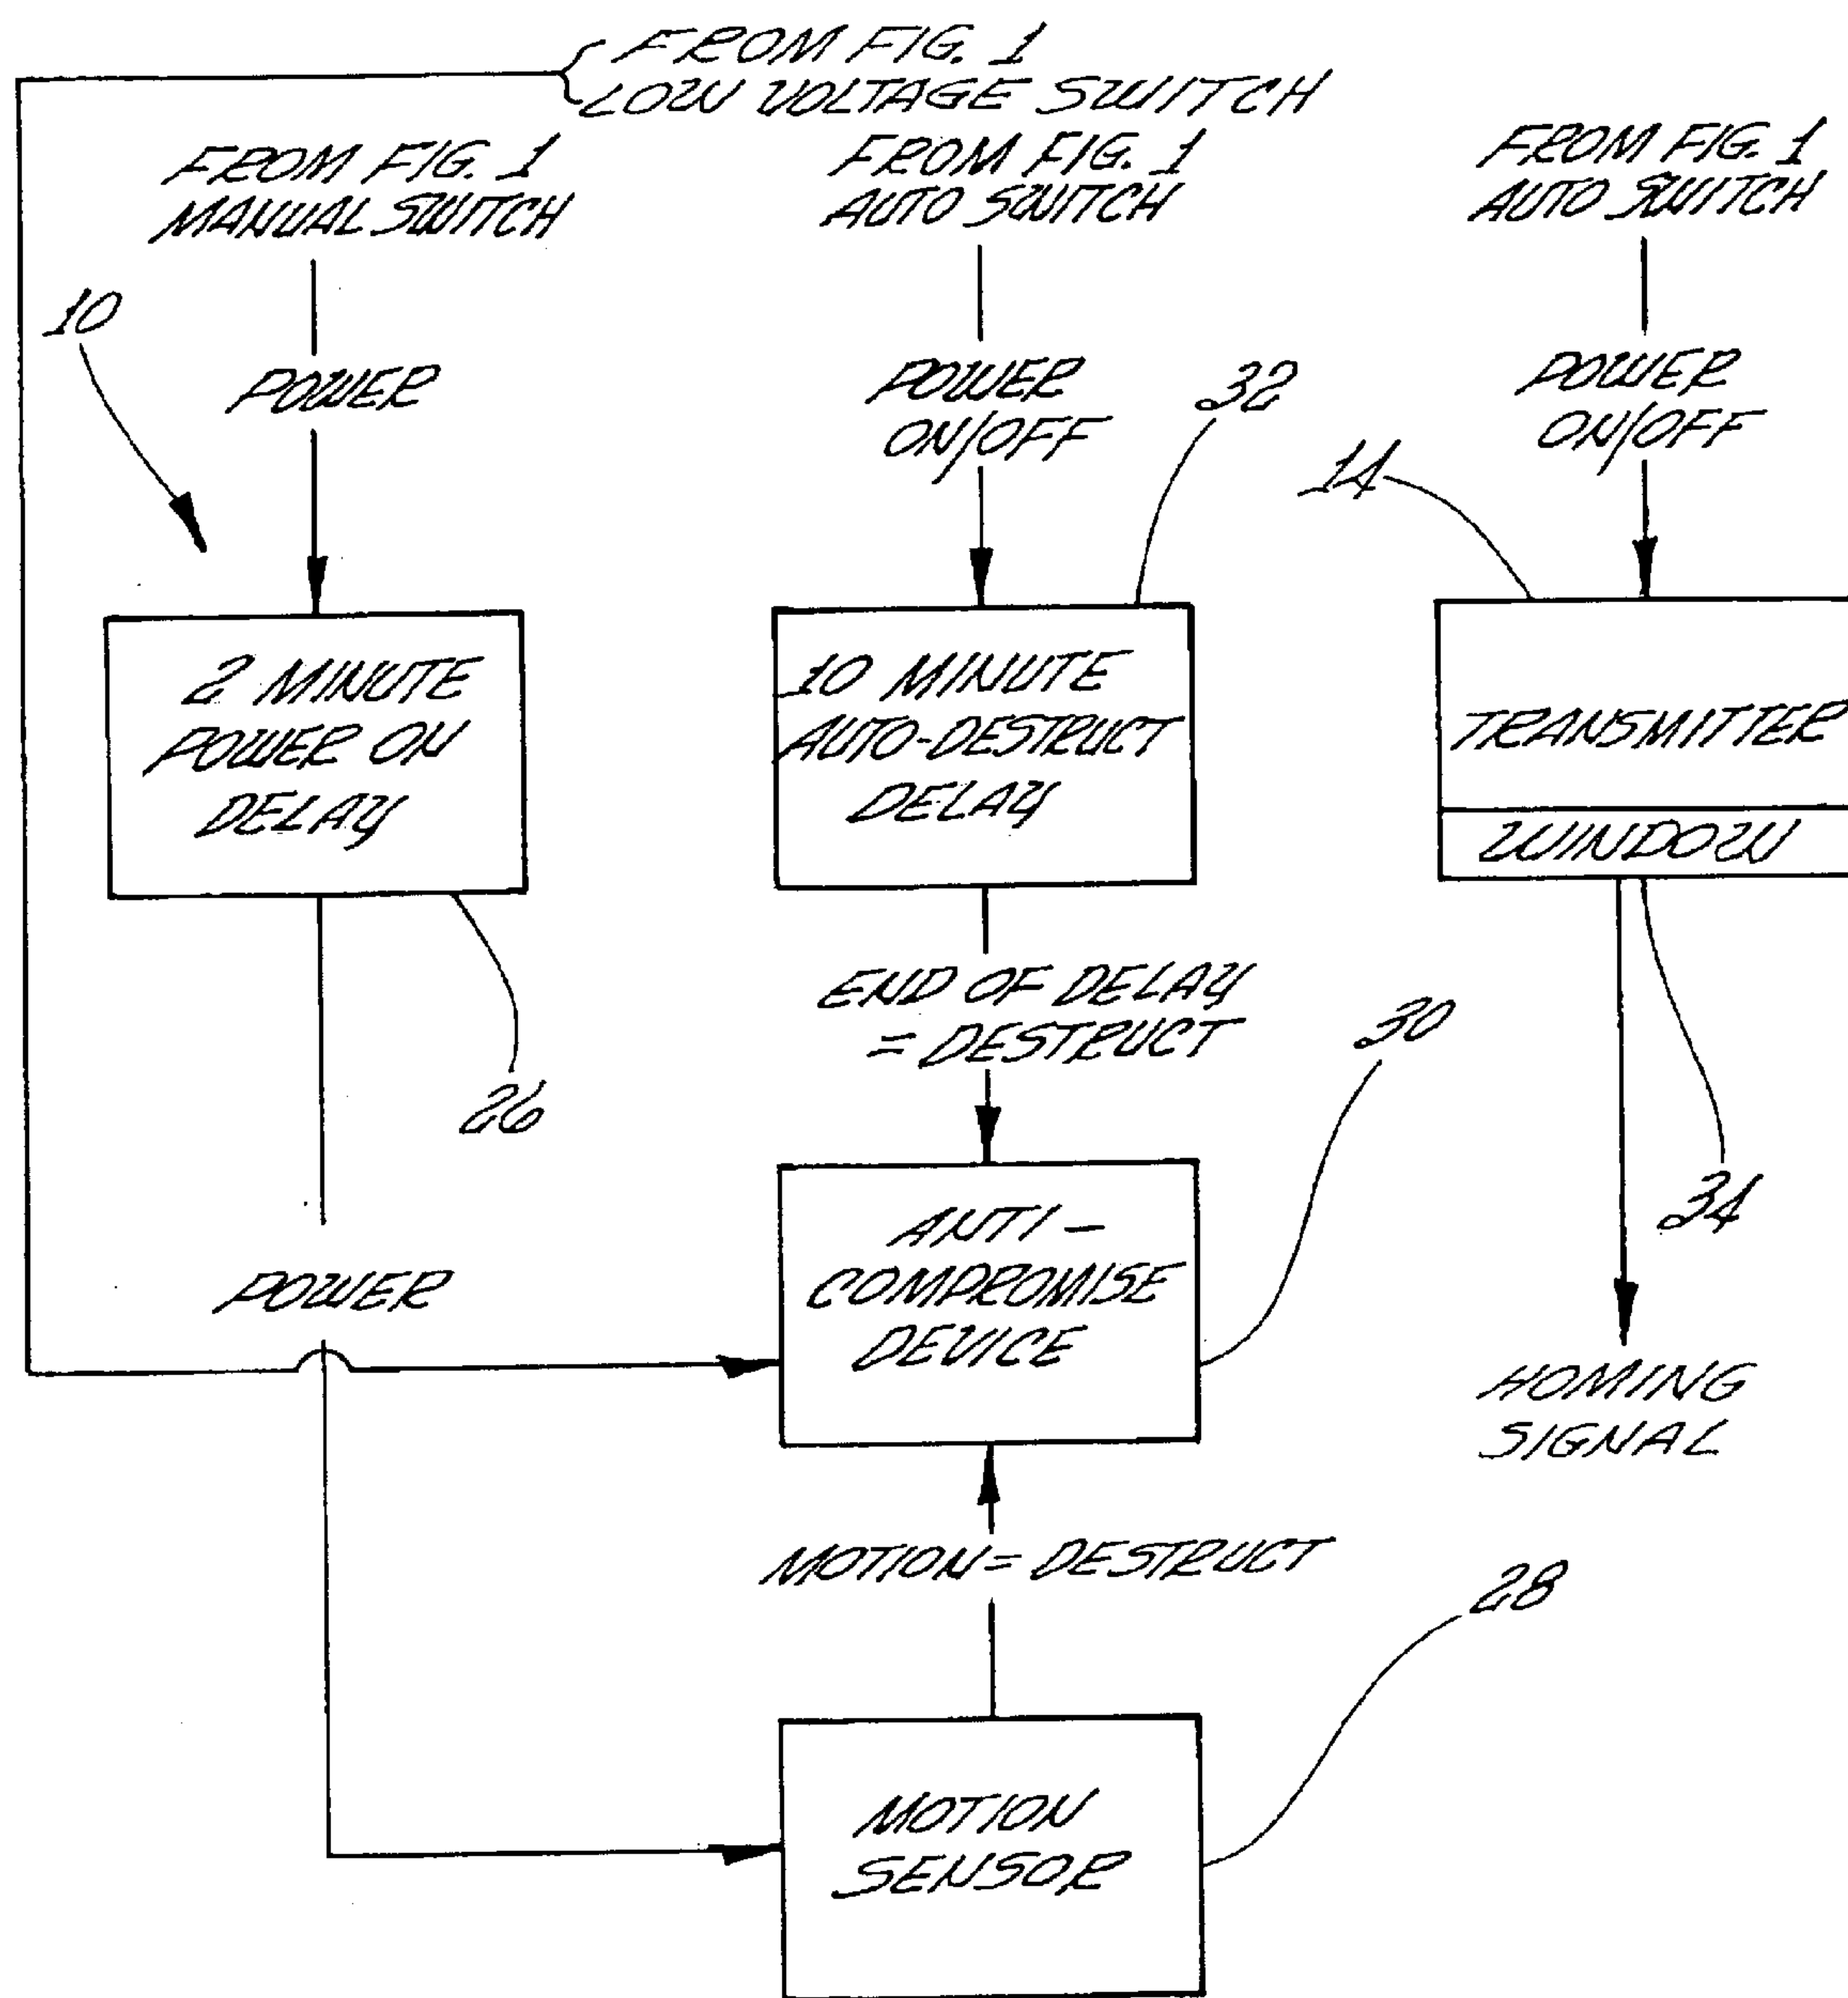 FROM FIG. 1
LOW VOLTAGE SWITCH
FROM FIG. 1
MANUAL SWITCH
FROM FIG. 1
AUTO SWITCH
FROM FIG. 1
AUTO SWITCH
10
POWER
POWER
ON/OFF
32
14
POWER
ON/OFF
2 MINUTE
POWER ON
DELAY
26
10 MINUTE
AUTO-DESTRUCT
DELAY
TRANSMITTER
WINDOW
END OF DELAY
= DESTRUCT
30
34
POWER
ANTI-
COMPROMISE
DEVICE
HOMING
SIGNAL
MOTION = DESTRUCT
28
MOTION
SENSOR